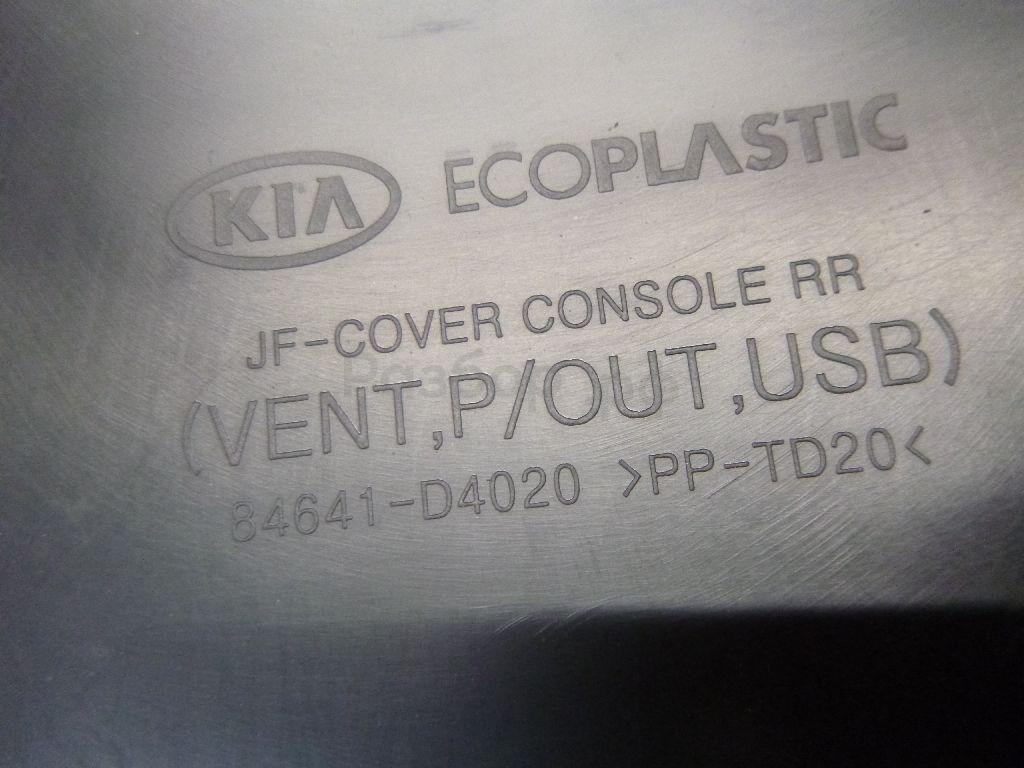 KIA ECOPLASTIC
JF-COVER CONSOLE RR
(VENT,P/OUT,USB)
84641-D4020 >PP-TD20<